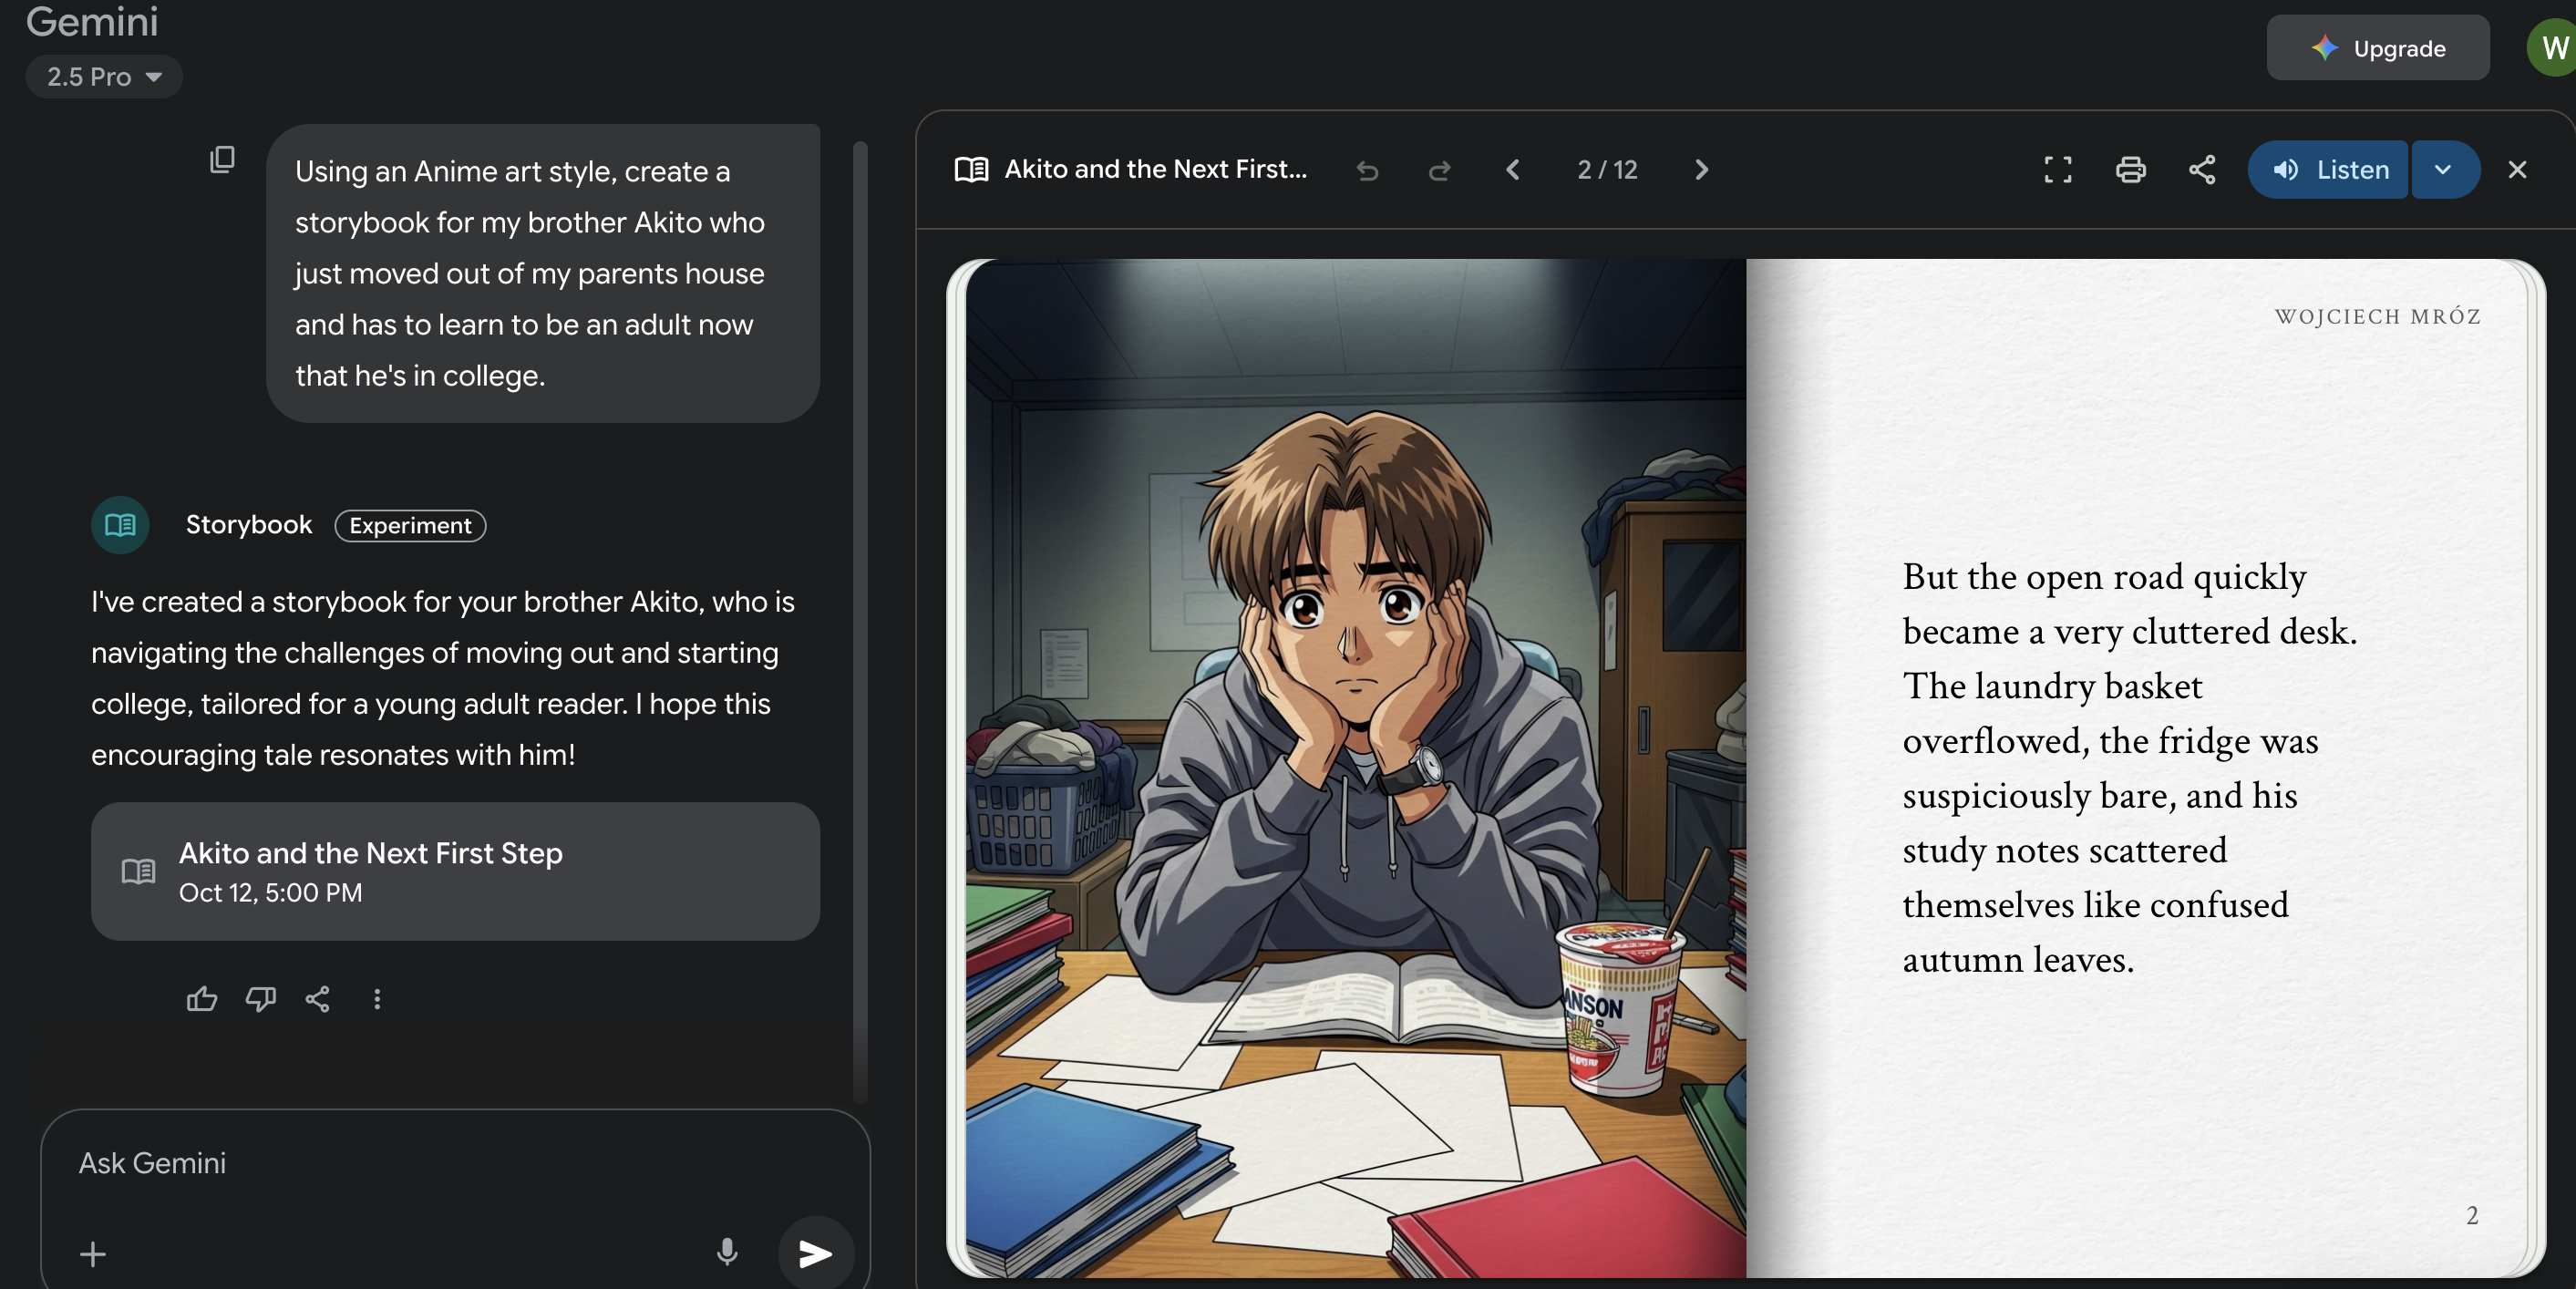 Gemini
2.5 Pro
Upgrade
W
Using an Anime art style, create a
storybook for my brother Akito who
just moved out of my parents house
and has to learn to be an adult now
that he's in college.
Storybook Experiment
I've created a storybook for your brother Akito, who is
navigating the challenges of moving out and starting
college, tailored for a young adult reader. I hope this
encouraging tale resonates with him!
Akito and the Next First Step
Oct 12, 5:00 PM
Ask Gemini
Akito and the Next First...
2 / 12
Listen
ANSON
WOJCIECH MRÓZ
But the open road quickly
became a very cluttered desk.
The laundry basket
overflowed, the fridge was
suspiciously bare, and his
study notes scattered
themselves like confused
autumn leaves.
2